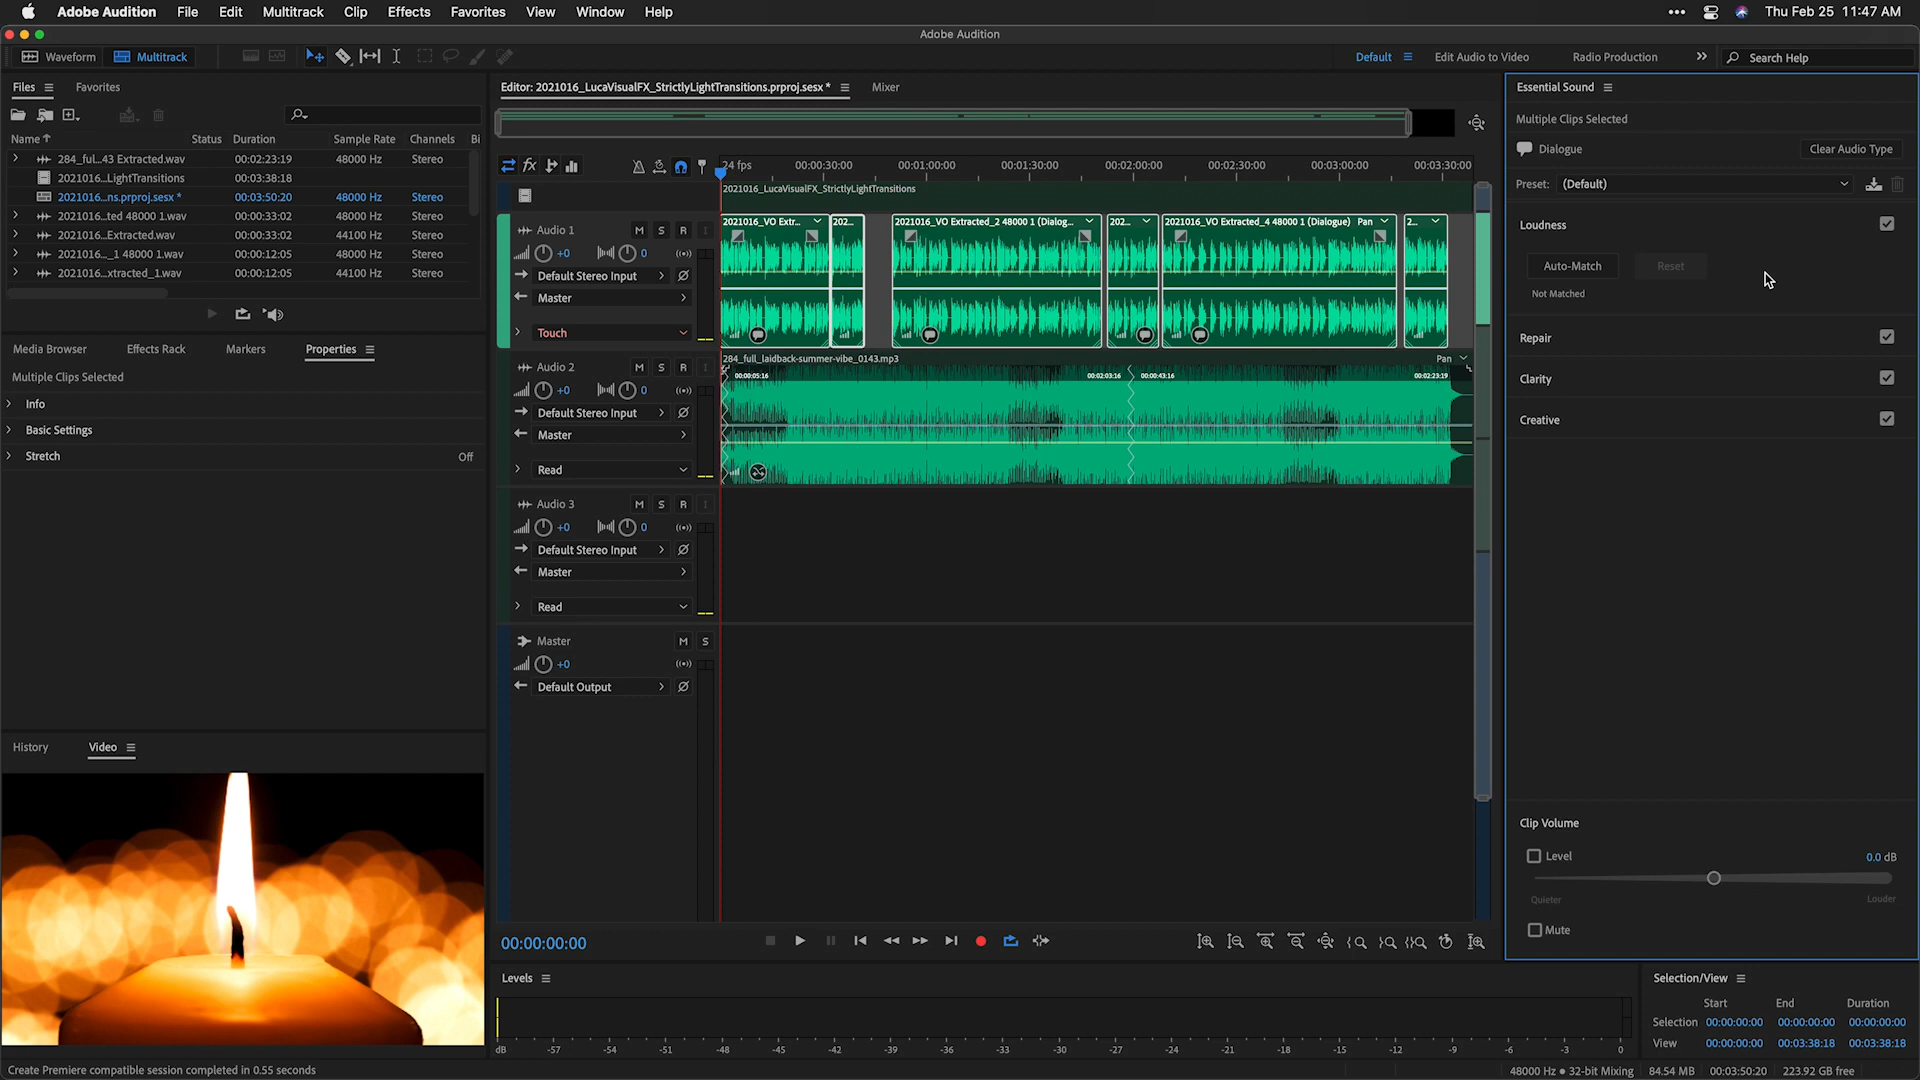 Adobe Audition File Edit Multitrack Clip Effects Favorites View Window Help
Thu Feb 25 11:47 AM
Adobe Audition
Waveform Multitrack
Default Edit Audio to Video Radio Production Search Help
Files Favorites
Name Status Duration Sample Rate Channels Bi
284_ful...43 Extracted.wav 00:02:23:19 48000 Hz Stereo
2021016...LightTransitions 00:03:38:18
2021016...ns.prproj.sesx * 00:03:50:20 48000 Hz Stereo
2021016...ted 48000 1.wav 00:00:33:02 48000 Hz Stereo
2021016...Extracted.wav 00:00:33:02 44100 Hz Stereo
2021016..._1 48000 1.wav 00:00:12:05 48000 Hz Stereo
2021016...xtracted_1.wav 00:00:12:05 44100 Hz Stereo
Media Browser Effects Rack Markers Properties
Multiple Clips Selected
Info
Basic Settings
Stretch Off
History Video
Editor: 2021016_LucaVisualFX_StrictlyLightTransitions.prproj.sesx * Mixer
fx
24 fps 00:00:30:00 00:01:00:00 00:01:30:00 00:02:00:00 00:02:30:00 00:03:00:00 00:03:30:00
2021016_LucaVisualFX_StrictlyLightTransitions
Audio 1 M S R I
+0 0
Default Stereo Input
Master
Touch
2021016_VO Extr... 202... 2021016_VO Extracted_2 48000 1 (Dialog... 202... 2021016_VO Extracted_4 48000 1 (Dialogue) Pan 2...
Audio 2 M S R I
+0 0
Default Stereo Input
Master
Read
284_full_laidback-summer-vibe_0143.mp3 Pan
00:00:05:16 00:02:03:16 00:00:43:16 00:02:23:19
Audio 3 M S R I
+0 0
Default Stereo Input
Master
Read
Master M S
+0
Default Output
00:00:00:00
Levels
dB -57 -54 -51 -48 -45 -42 -39 -36 -33 -30 -27 -24 -21 -18 -15 -12 -9 -6 -3 0
Essential Sound
Multiple Clips Selected
Dialogue Clear Audio Type
Preset: (Default)
Loudness
Auto-Match Reset
Not Matched
Repair
Clarity
Creative
Clip Volume
Level 0.0 dB
Quieter Louder
Mute
Selection/View
Start End Duration
Selection 00:00:00:00 00:00:00:00 00:00:00:00
View 00:00:00:00 00:03:38:18 00:03:38:18
Create Premiere compatible session completed in 0.55 seconds
48000 Hz ● 32-bit Mixing 84.54 MB 00:03:50:20 223.92 GB free